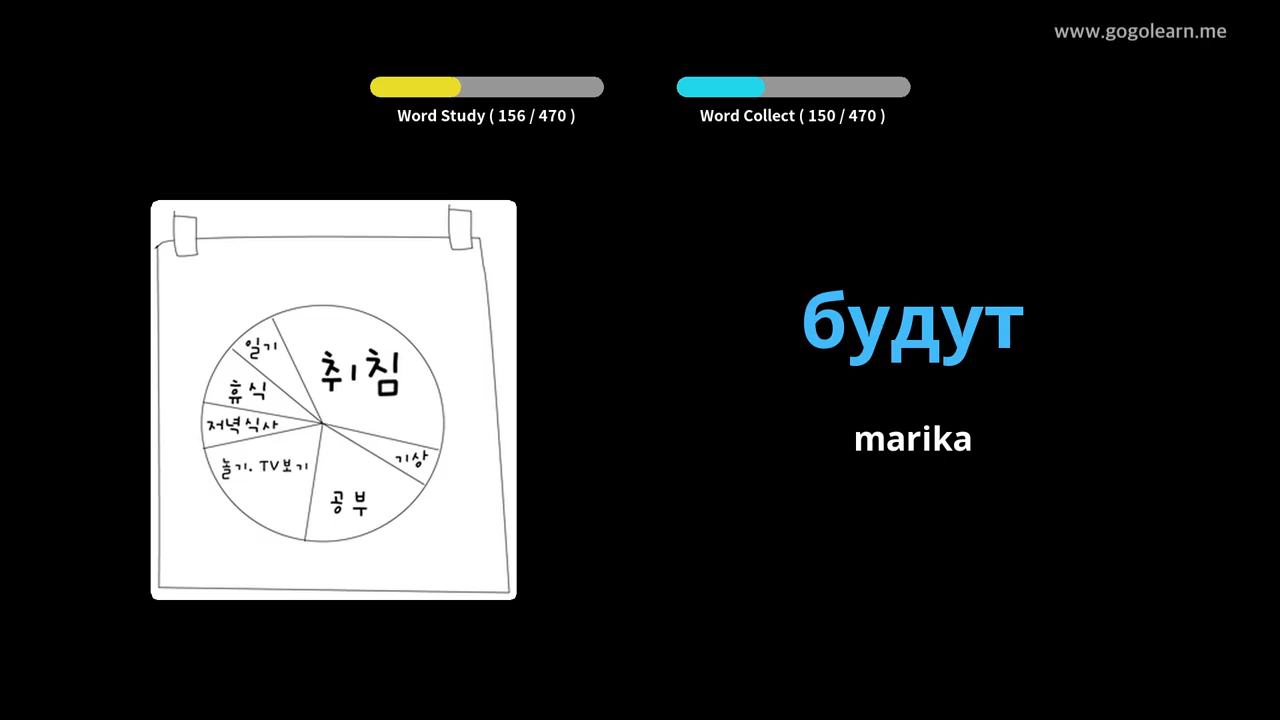 www.gogolearn.me
Word Study ( 156 / 470 )
Word Collect ( 150 / 470 )
일기
취침
휴식
저녁식사
기상
놀기. TV보기
공부
будут
marika